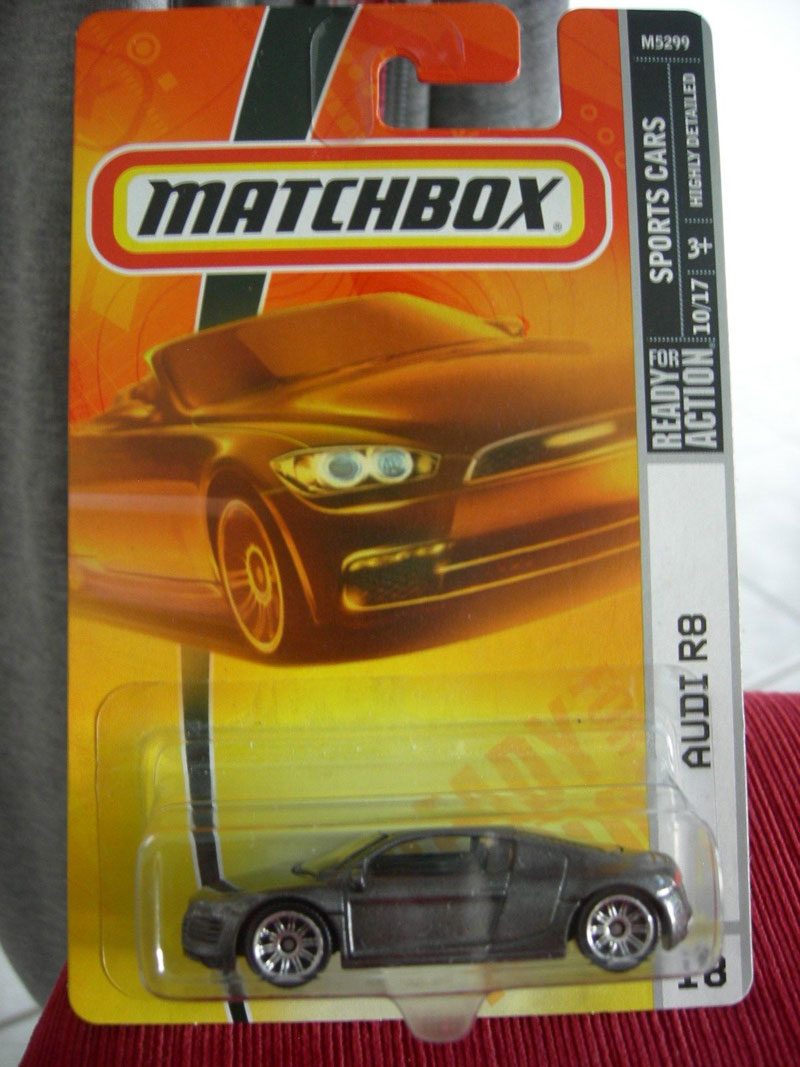 M5299
MATCHBOX®
SPORTS CARS
HIGHLY DETAILED
3+
10/17
READY FOR ACTION
AUDI R8